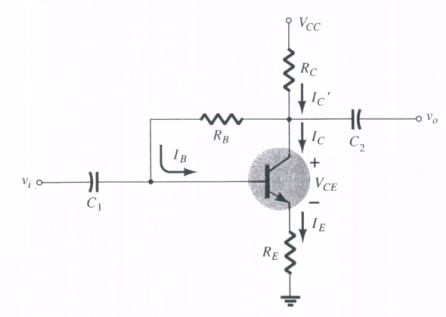 V_CC
R_C
I_C′
v_o
R_B
I_C
C_2
I_B
+
V_CE
v_i
C_1
−
I_E
R_E